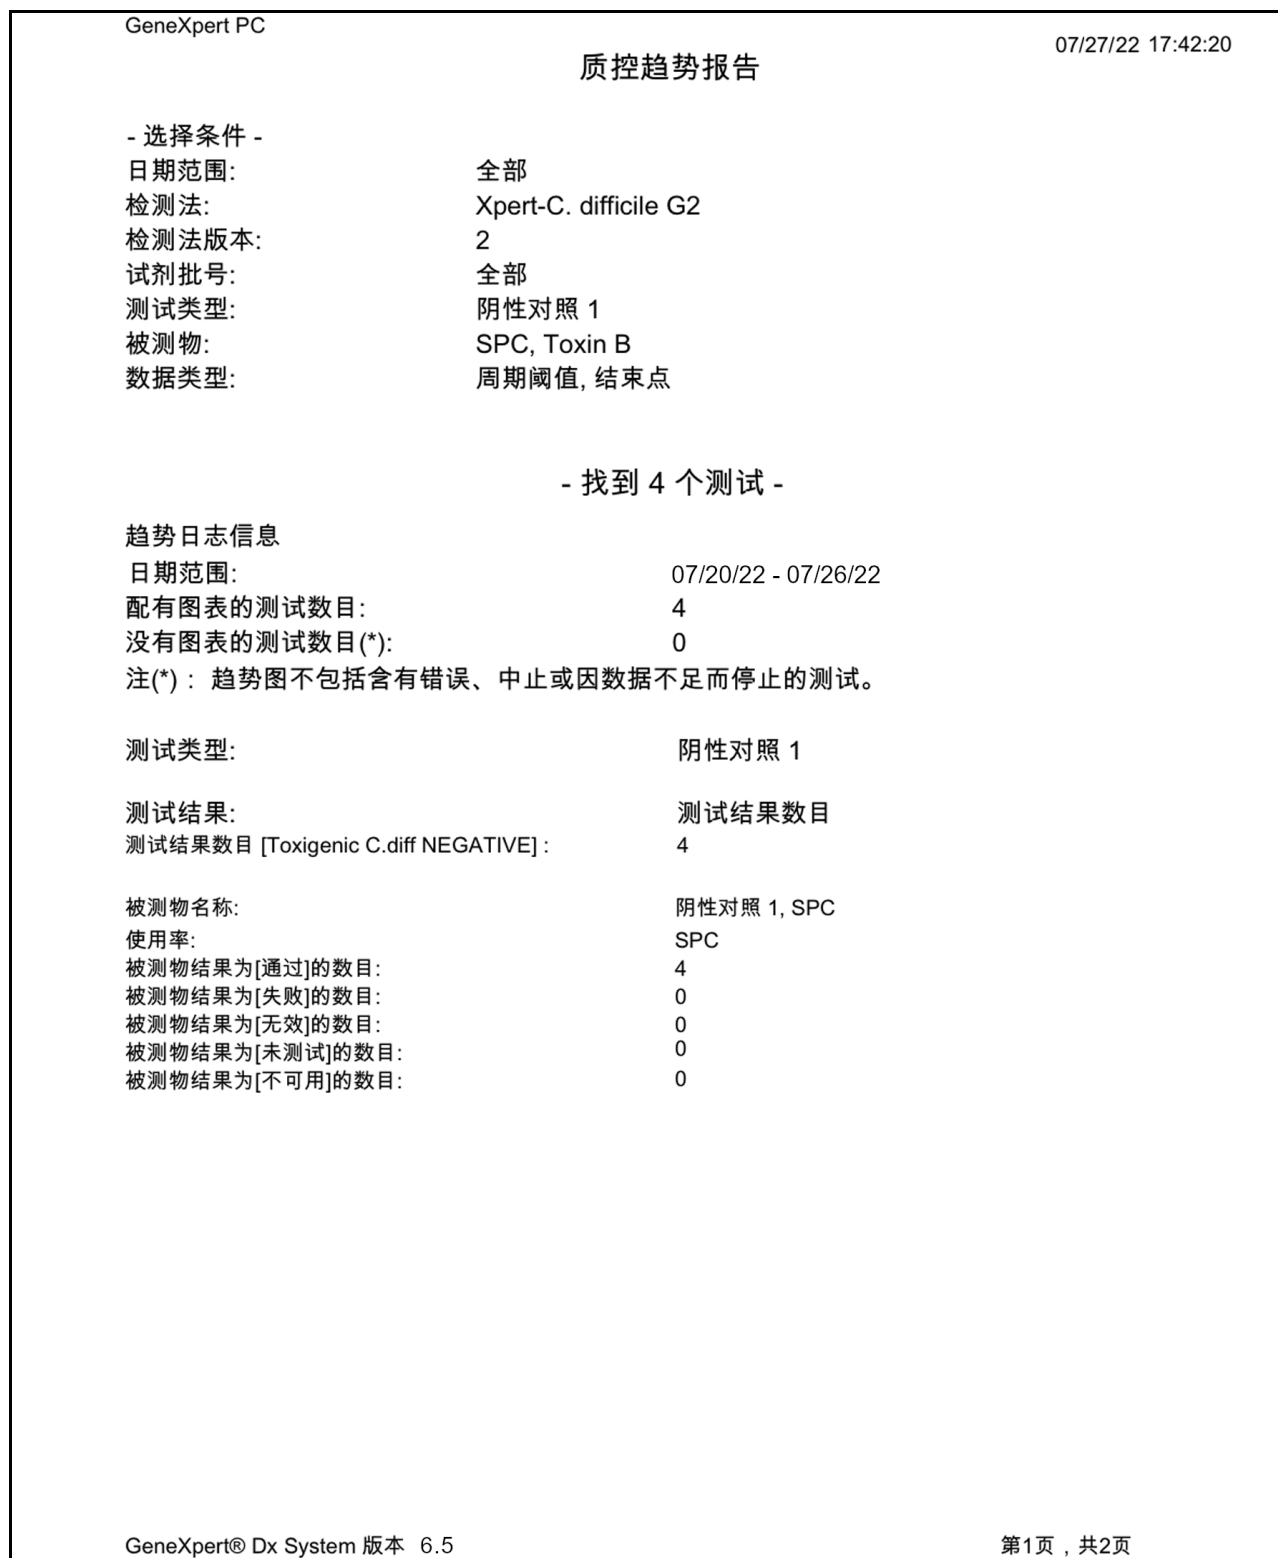 GeneXpert PC
07/27/22 17:42:20
质控趋势报告
- 选择条件 -
日期范围: 全部
检测法: Xpert-C. difficile G2
检测法版本: 2
试剂批号: 全部
测试类型: 阴性对照 1
被测物: SPC, Toxin B
数据类型: 周期阈值, 结束点
- 找到 4 个测试 -
趋势日志信息
日期范围: 07/20/22 - 07/26/22
配有图表的测试数目: 4
没有图表的测试数目(*): 0
注(*) : 趋势图不包括含有错误、中止或因数据不足而停止的测试。
测试类型: 阴性对照 1
测试结果: 测试结果数目
测试结果数目 [Toxigenic C.diff NEGATIVE] : 4
被测物名称: 阴性对照 1, SPC
使用率: SPC
被测物结果为[通过]的数目: 4
被测物结果为[失败]的数目: 0
被测物结果为[无效]的数目: 0
被测物结果为[未测试]的数目: 0
被测物结果为[不可用]的数目: 0
GeneXpert® Dx System 版本 6.5 第1页，共2页